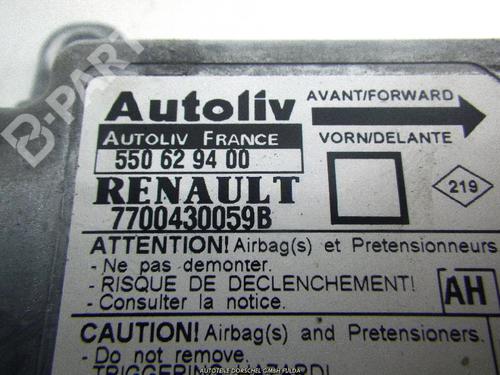 B-PARTS
Autoliv
AVANT/FORWARD
AUTOLIV FRANCE
VORN/DELANTE
550 62 94 00
RENAULT
219
7700430059B
ATTENTION! Airbag(s) et Pretensionneurs
- Ne pas demonter.
- RISQUE DE DECLENCHEMENT!
- Consulter la notice.
AH
CAUTION! Airbag(s) and Pretensioners.
- Do not remove.
AUTOTEILE DÖRSCHEL GMBH FULDA